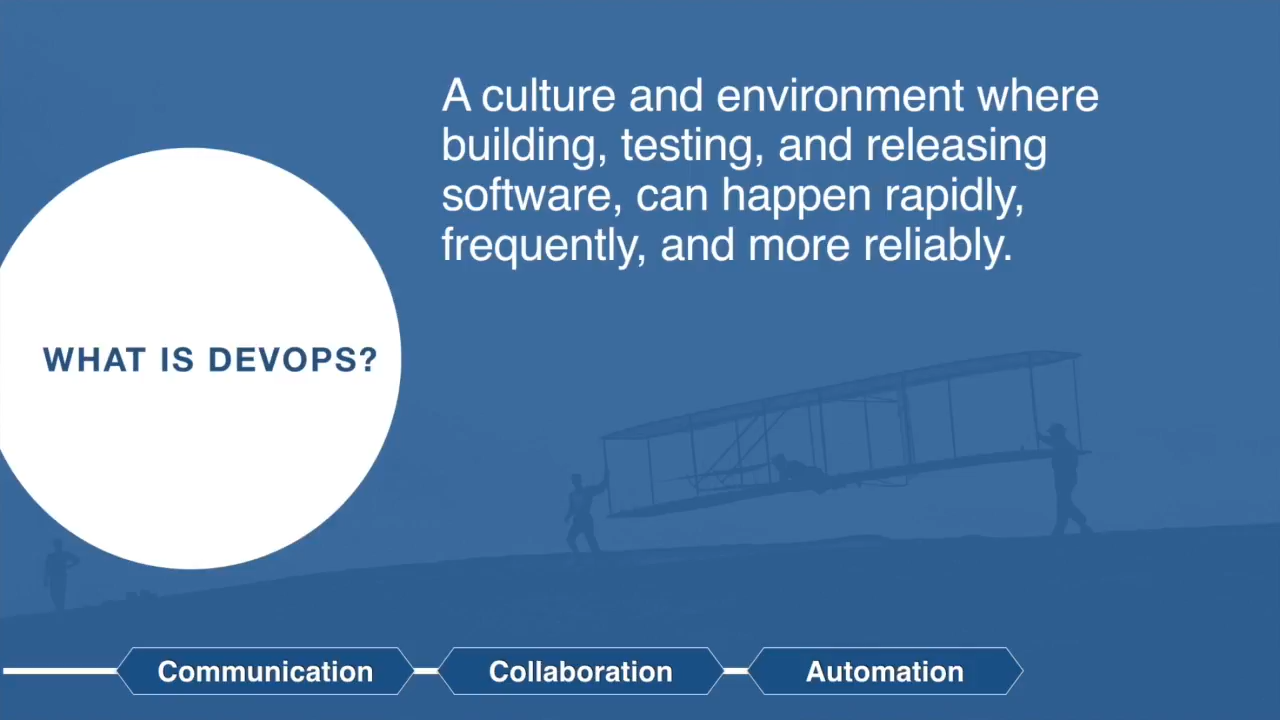 A culture and environment where
building, testing, and releasing
software, can happen rapidly,
frequently, and more reliably.
WHAT IS DEVOPS?
Communication
Collaboration
Automation